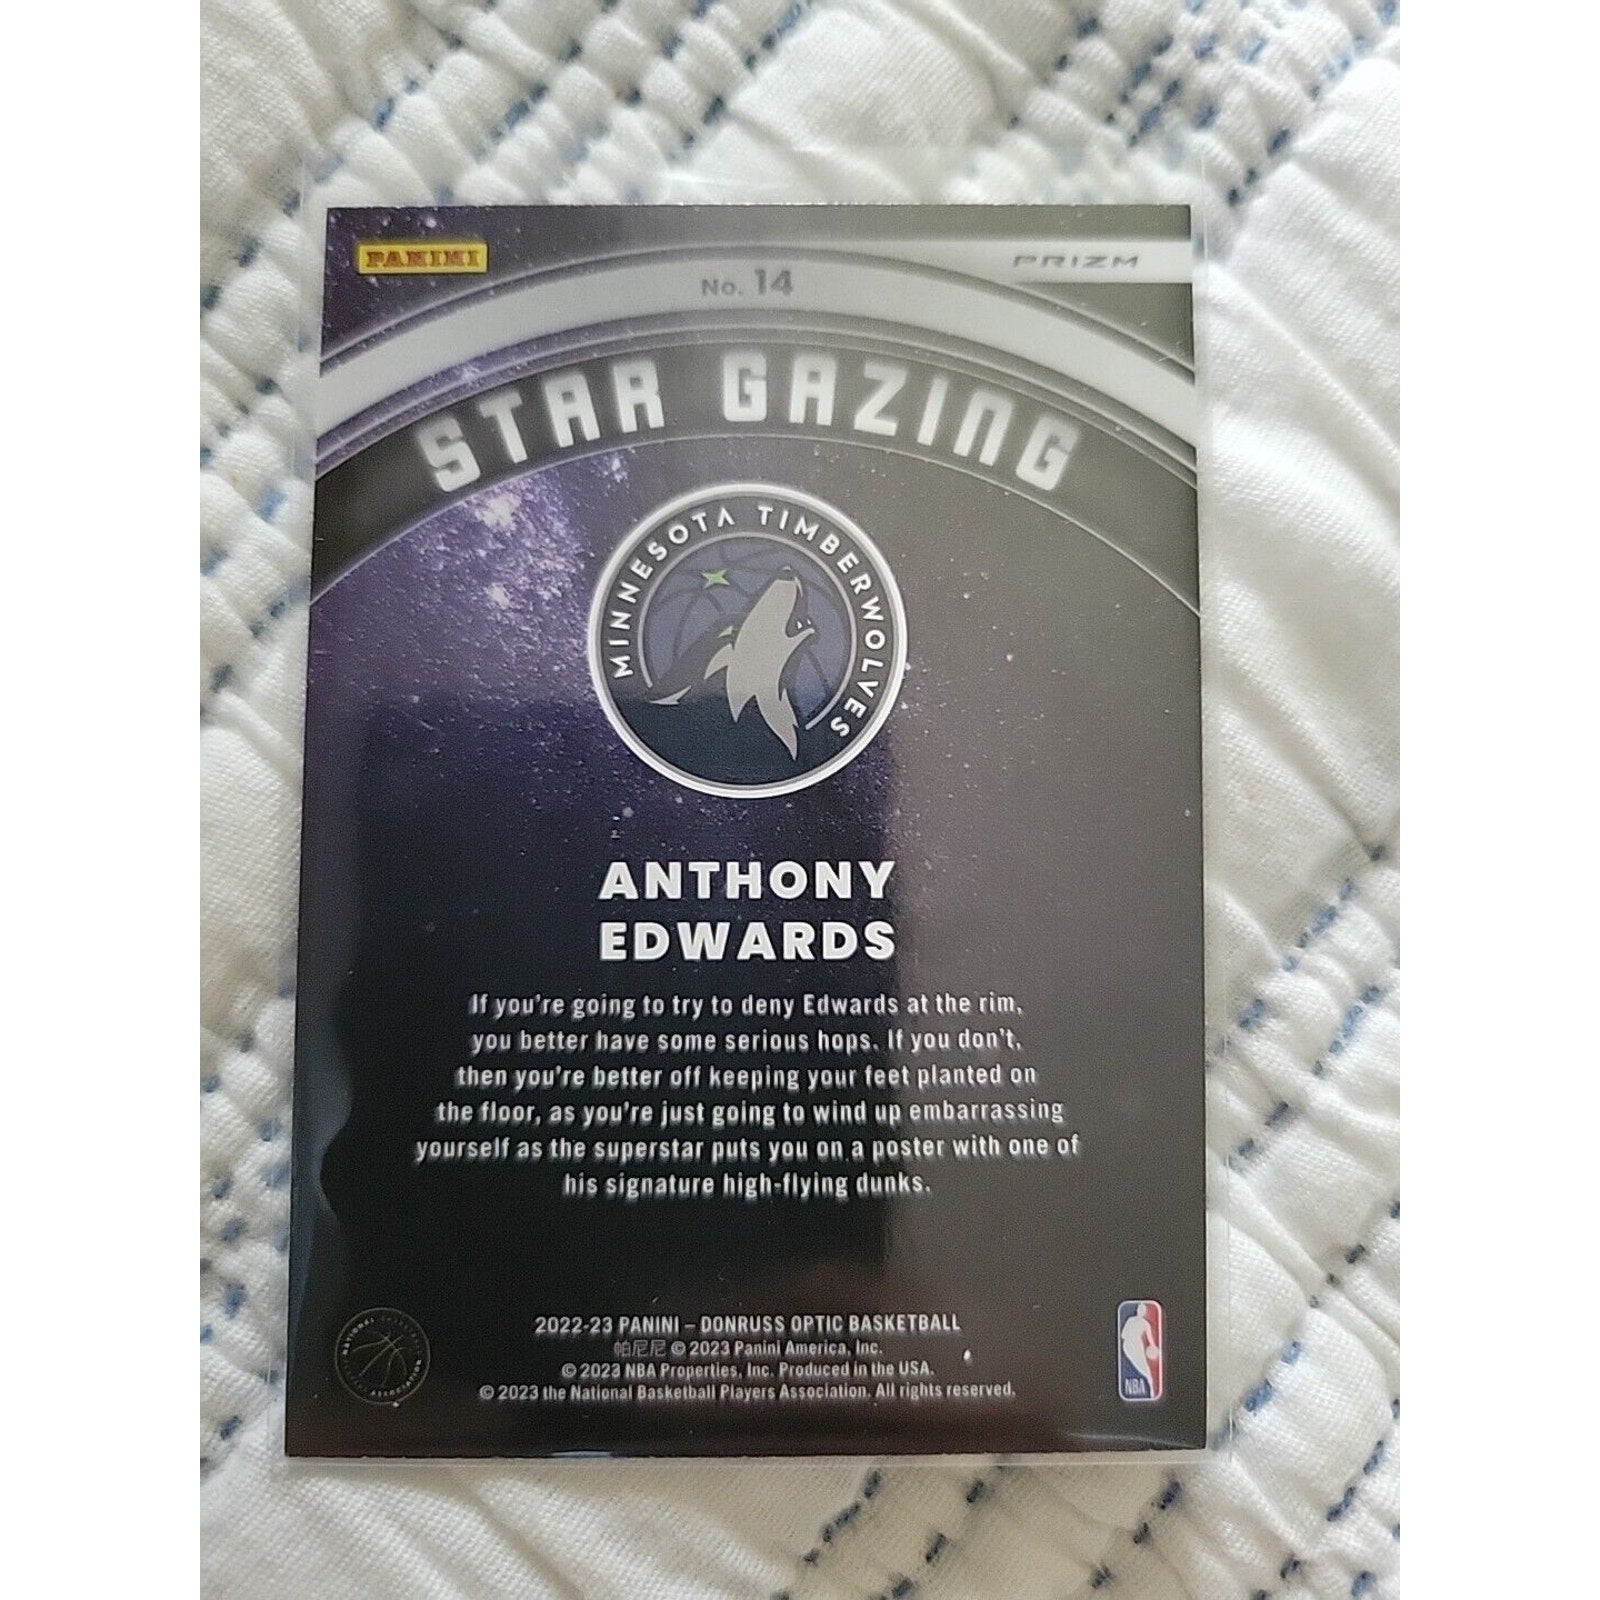 PANINI
PRIZM
No. 14
STAR GAZING
MINNESOTA TIMBERWOLVES
ANTHONY
EDWARDS
If you're going to try to deny Edwards at the rim,
you better have some serious hops. If you don't,
then you're better off keeping your feet planted on
the floor, as you're just going to wind up embarrassing
yourself as the superstar puts you on a poster with one of
his signature high-flying dunks.
2022-23 PANINI – DONRUSS OPTIC BASKETBALL
帕尼尼 © 2023 Panini America, Inc.
© 2023 NBA Properties, Inc. Produced in the USA.
© 2023 the National Basketball Players Association. All rights reserved.
NATIONAL BASKETBALL PLAYERS ASSOCIATION
NBA